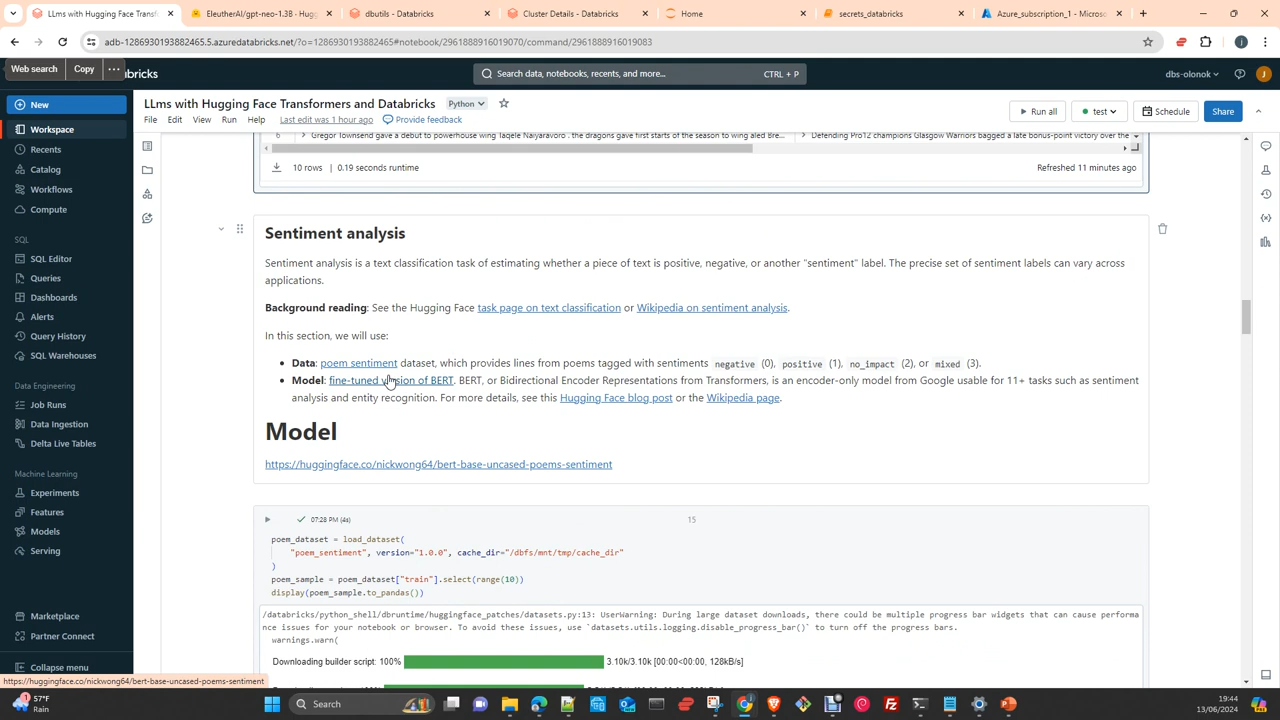 LLms with Hugging Face Transf
EleutherAI/gpt-neo-1.3B · Hugg
dbutils - Databricks
Cluster Details - Databricks
Home
secrets_databricks
Azure_subscription_1 - Microso
adb-1286930193882465.5.azuredatabricks.net/?o=1286930193882465#notebook/2961888916019070/command/2961888916019083
Web search
Copy
bricks
Search data, notebooks, recents, and more...
CTRL + P
dbs-olonok
J
New
LLms with Hugging Face Transformers and Databricks
Python
Run all
test
Schedule
Share
File
Edit
View
Run
Help
Last edit was 1 hour ago
Provide feedback
Workspace
Recents
Catalog
Workflows
Compute
SQL
SQL Editor
Queries
Dashboards
Alerts
Query History
SQL Warehouses
Data Engineering
Job Runs
Data Ingestion
Delta Live Tables
Machine Learning
Experiments
Features
Models
Serving
Marketplace
Partner Connect
Collapse menu
6
Gregor Townsend gave a debut to powerhouse wing Taqele Naiyaravoro . the dragons gave first starts of the season to wing ale Bre...
Defending Pro12 champions Glasgow Warriors bagged a late bonus-point victory over the
10 rows | 0.19 seconds runtime
Refreshed 11 minutes ago
Sentiment analysis
Sentiment analysis is a text classification task of estimating whether a piece of text is positive, negative, or another "sentiment" label. The precise set of sentiment labels can vary across
applications.
Background reading: See the Hugging Face task page on text classification or Wikipedia on sentiment analysis.
In this section, we will use:
• Data: poem sentiment dataset, which provides lines from poems tagged with sentiments negative (0), positive (1), no_impact (2), or mixed (3).
• Model: fine-tuned version of BERT. BERT, or Bidirectional Encoder Representations from Transformers, is an encoder-only model from Google usable for 11+ tasks such as sentiment
analysis and entity recognition. For more details, see this Hugging Face blog post or the Wikipedia page.
Model
https://huggingface.co/nickwong64/bert-base-uncased-poems-sentiment
07:28 PM (4s)
15
poem_dataset = load_dataset(
"poem_sentiment", version="1.0.0", cache_dir="/dbfs/mnt/tmp/cache_dir"
)
poem_sample = poem_dataset["train"].select(range(10))
display(poem_sample.to_pandas())
/databricks/python_shell/dbruntime/huggingface_patches/datasets.py:13: UserWarning: During large dataset downloads, there could be multiple progress bar widgets that can cause performa
nce issues for your notebook or browser. To avoid these issues, use `datasets.utils.logging.disable_progress_bar()` to turn off the progress bars.
warnings.warn(
Downloading builder script: 100%
3.10k/3.10k [00:00<00:00, 128kB/s]
https://huggingface.co/nickwong64/bert-base-uncased-poems-sentiment
57°F
Rain
Search
19:44
13/06/2024